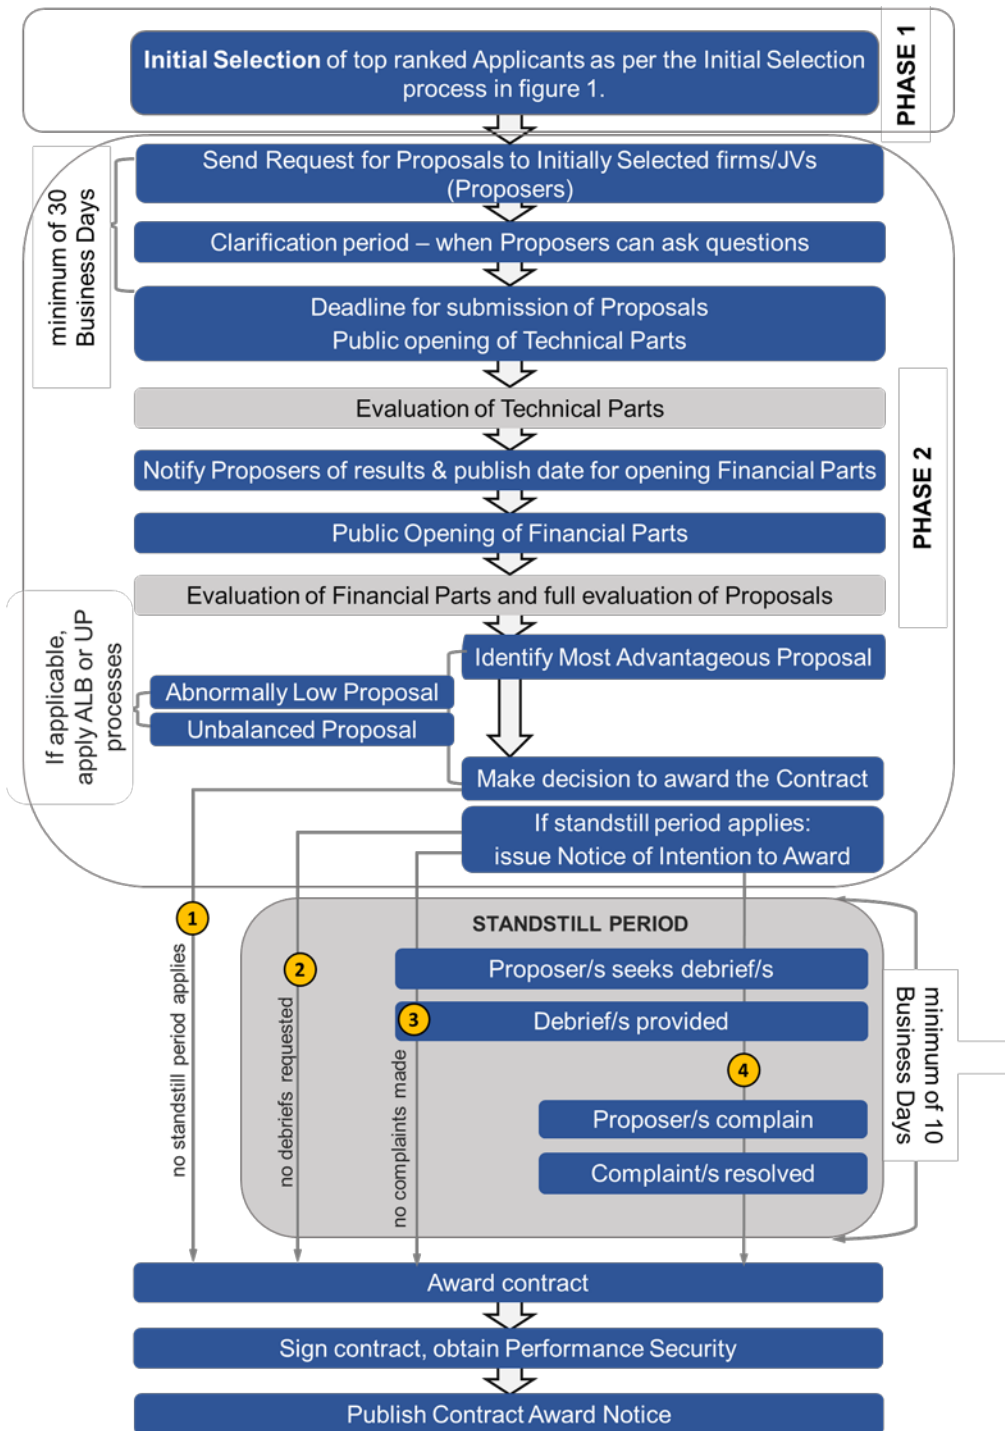 Initial Selection of top ranked Applicants as per the Initial Selection
process in figure 1.
PHASE 1
Send Request for Proposals to Initially Selected firms/JVs
(Proposers)
minimum of 30
Business Days
Clarification period – when Proposers can ask questions
Deadline for submission of Proposals
Public opening of Technical Parts
Evaluation of Technical Parts
Notify Proposers of results & publish date for opening Financial Parts
PHASE 2
Public Opening of Financial Parts
Evaluation of Financial Parts and full evaluation of Proposals
Identify Most Advantageous Proposal
If applicable,
apply ALB or UP
processes
Abnormally Low Proposal
Unbalanced Proposal
Make decision to award the Contract
If standstill period applies:
issue Notice of Intention to Award
1
no standstill period applies
STANDSTILL PERIOD
2
no debriefs requested
Proposer/s seeks debrief/s
3
Debrief/s provided
no complaints made
4
Proposer/s complain
Complaint/s resolved
minimum of 10
Business Days
Award contract
Sign contract, obtain Performance Security
Publish Contract Award Notice